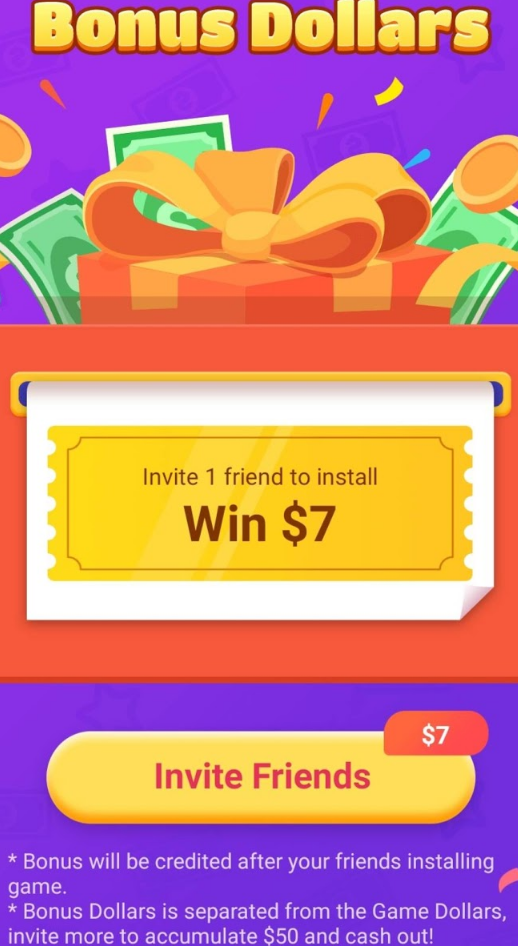 Bonus Dollars
Invite 1 friend to install
Win $7
$7
Invite Friends
* Bonus will be credited after your friends installing
game.
* Bonus Dollars is separated from the Game Dollars,
invite more to accumulate $50 and cash out!